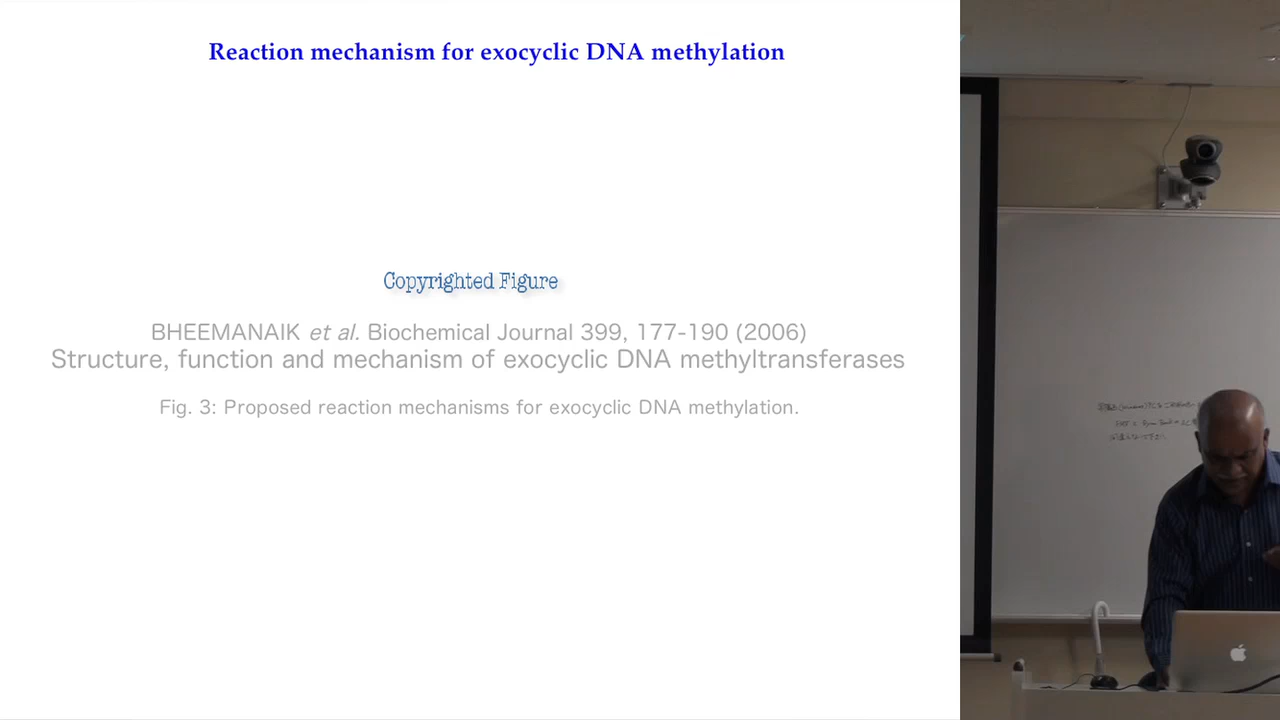 Reaction mechanism for exocyclic DNA methylation
Copyrighted Figure
BHEEMANAIK et al. Biochemical Journal 399, 177-190 (2006)
Structure, function and mechanism of exocyclic DNA methyltransferases
Fig. 3: Proposed reaction mechanisms for exocyclic DNA methylation.